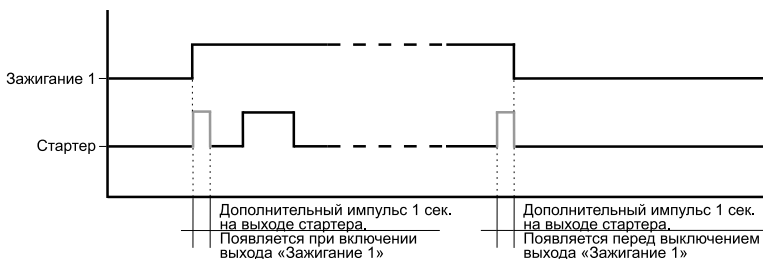 Зажигание 1
Стартер
Дополнительный импульс 1 сек.
на выходе стартера.
Появляется при включении
выхода «Зажигание 1»
Дополнительный импульс 1 сек.
на выходе стартера.
Появляется перед выключением
выхода «Зажигание 1»